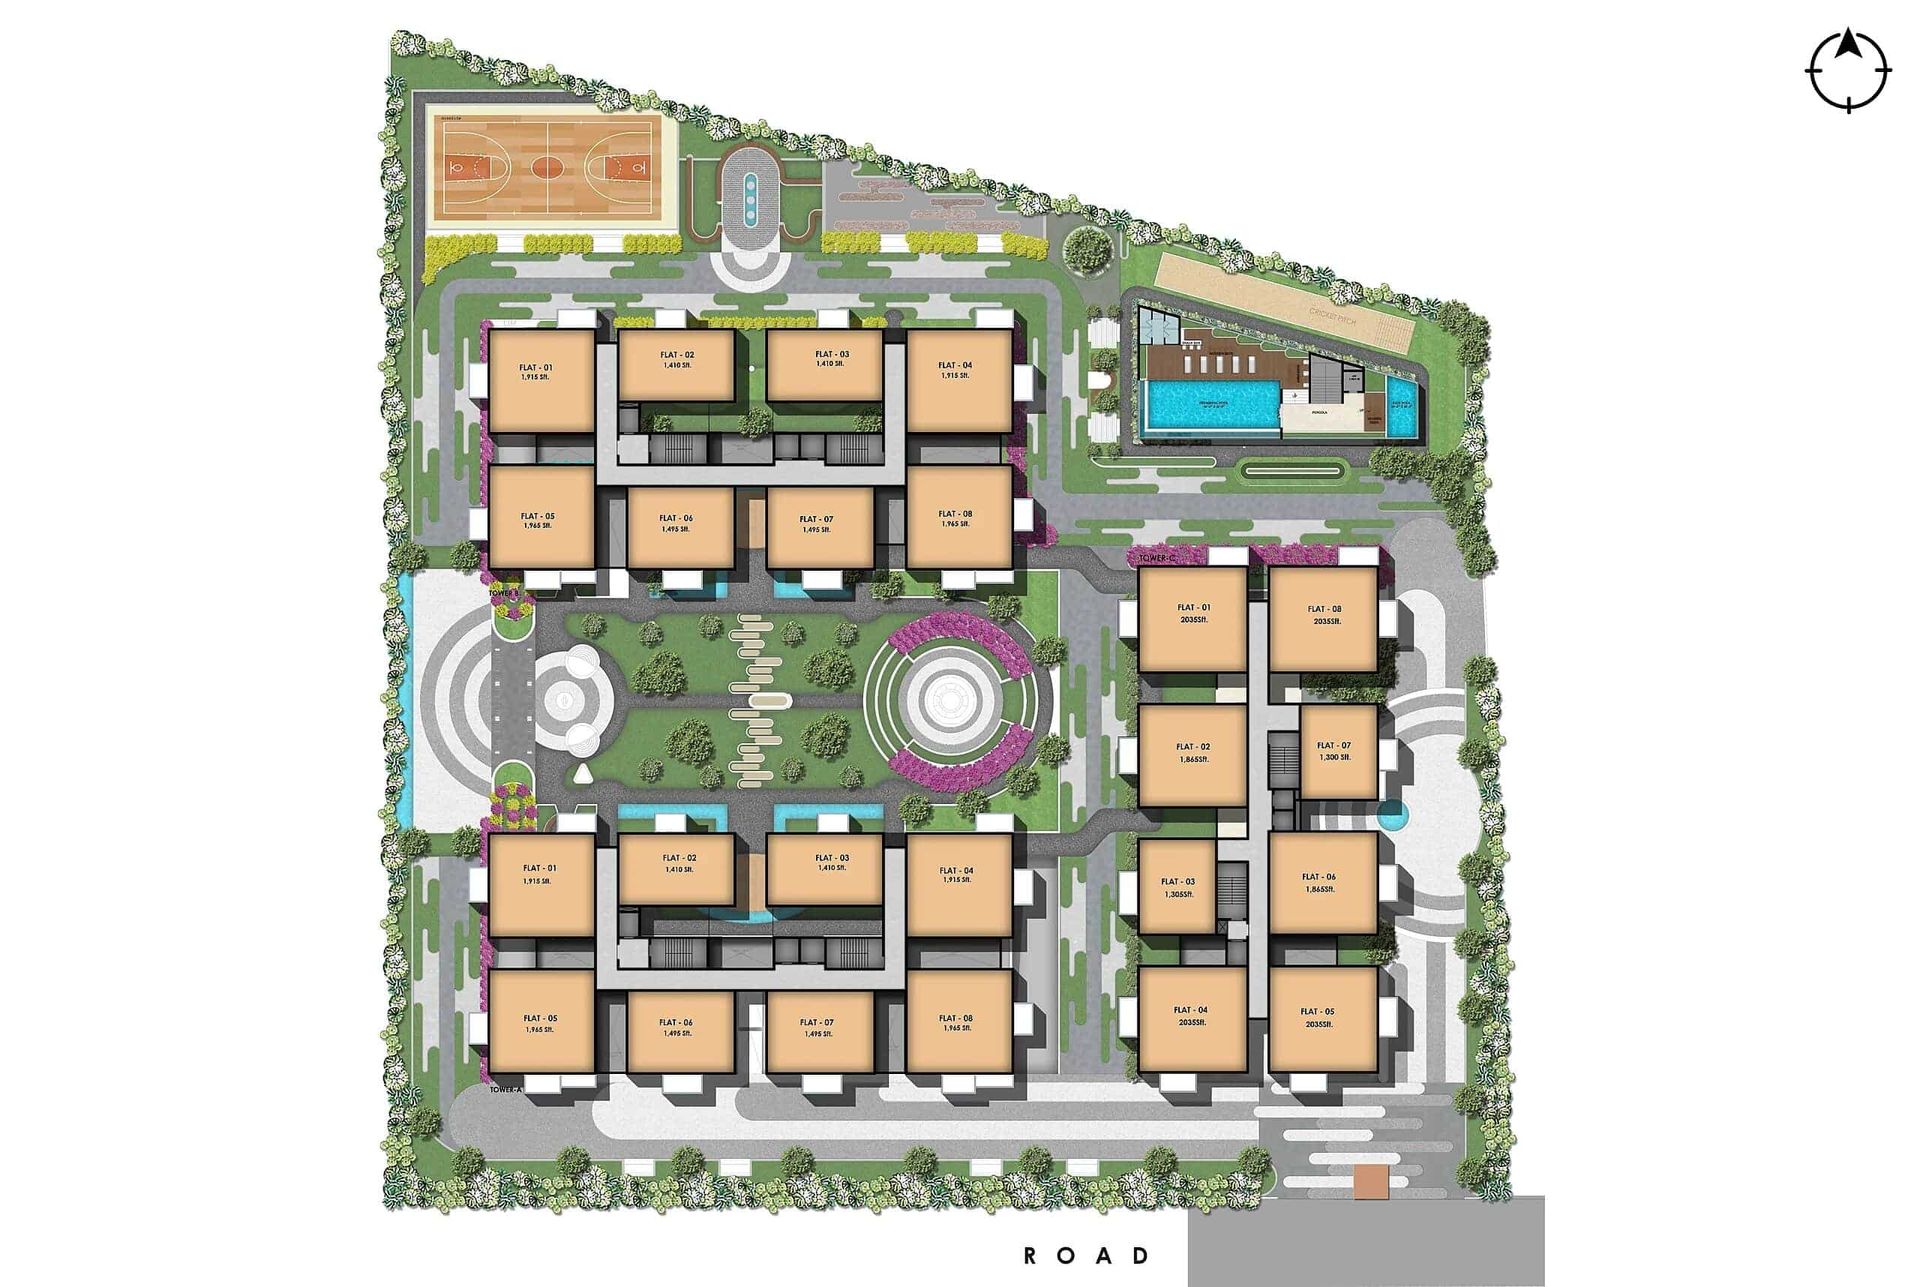 CRICKET PITCH
FLAT - 01
1,915 Sft.
FLAT - 02
1,410 Sft.
FLAT - 03
1,410 Sft.
FLAT - 04
1,915 Sft.
FLAT - 05
1,965 Sft.
FLAT - 06
1,495 Sft.
FLAT - 07
1,495 Sft.
FLAT - 08
1,965 Sft.
TOWER B
PERGOLA
TOWER-C
FLAT - 01
2035Sft.
FLAT - 08
2035Sft.
FLAT - 02
1,865Sft.
FLAT - 07
1,300 Sft.
FLAT - 03
1,305Sft.
FLAT - 06
1,865Sft.
FLAT - 04
2035Sft.
FLAT - 05
2035Sft.
FLAT - 01
1,915 Sft.
FLAT - 02
1,410 Sft.
FLAT - 03
1,410 Sft.
FLAT - 04
1,915 Sft.
FLAT - 05
1,965 Sft.
FLAT - 06
1,495 Sft.
FLAT - 07
1,495 Sft.
FLAT - 08
1,965 Sft.
TOWER-A
ROAD